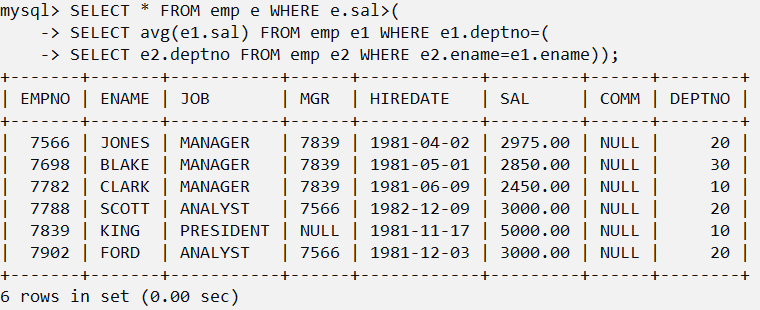 mysql> SELECT * FROM emp e WHERE e.sal>(
    -> SELECT avg(e1.sal) FROM emp e1 WHERE e1.deptno=(
    -> SELECT e2.deptno FROM emp e2 WHERE e2.ename=e1.ename));
+-------+-------+-----------+------+------------+---------+------+--------+
| EMPNO | ENAME | JOB       | MGR  | HIREDATE   | SAL     | COMM | DEPTNO |
+-------+-------+-----------+------+------------+---------+------+--------+
|  7566 | JONES | MANAGER   | 7839 | 1981-04-02 | 2975.00 | NULL |     20 |
|  7698 | BLAKE | MANAGER   | 7839 | 1981-05-01 | 2850.00 | NULL |     30 |
|  7782 | CLARK | MANAGER   | 7839 | 1981-06-09 | 2450.00 | NULL |     10 |
|  7788 | SCOTT | ANALYST   | 7566 | 1982-12-09 | 3000.00 | NULL |     20 |
|  7839 | KING  | PRESIDENT | NULL | 1981-11-17 | 5000.00 | NULL |     10 |
|  7902 | FORD  | ANALYST   | 7566 | 1981-12-03 | 3000.00 | NULL |     20 |
+-------+-------+-----------+------+------------+---------+------+--------+
6 rows in set (0.00 sec)